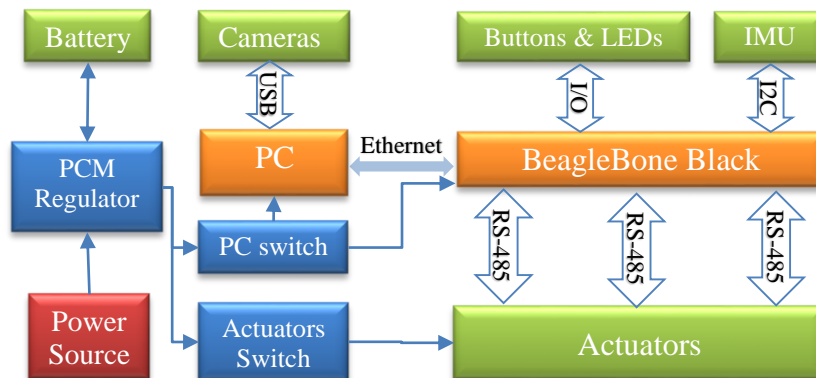 Battery
Cameras
Buttons & LEDs
IMU
USB
I/O
I2C
Ethernet
PCM
Regulator
PC
BeagleBone Black
PC switch
RS-485
RS-485
RS-485
Power
Source
Actuators
Switch
Actuators